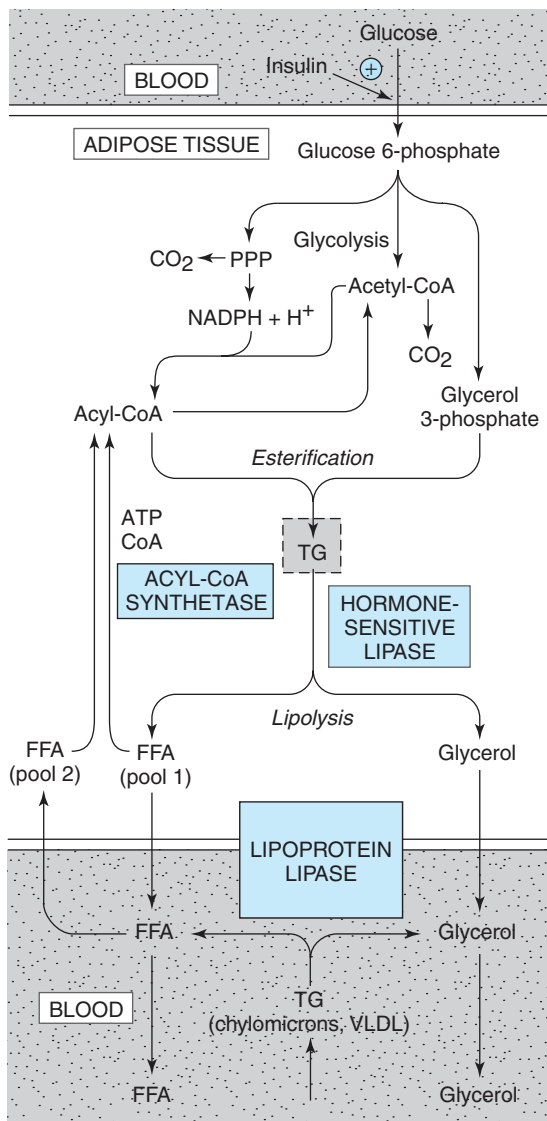 Glucose
Insulin
+
BLOOD
ADIPOSE TISSUE
Glucose 6-phosphate
Glycolysis
CO2
PPP
Acetyl-CoA
NADPH + H+
CO2
Acyl-CoA
Glycerol
3-phosphate
Esterification
ATP
CoA
TG
ACYL-CoA
SYNTHETASE
HORMONE-
SENSITIVE
LIPASE
Lipolysis
FFA
(pool 2)
FFA
(pool 1)
Glycerol
LIPOPROTEIN
LIPASE
FFA
Glycerol
BLOOD
TG
(chylomicrons, VLDL)
FFA
Glycerol